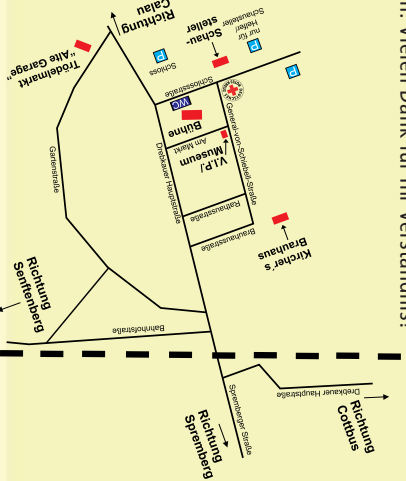 m. Vielen Dank für Ihr Verständnis!
Richtung
Calau
Trödelmarkt
"Alte Garage"
P
Schloss
Schau-
steller
P
nur für
Helfer/
Schausteller
P
Schlossstraße
WC
Bühne
Am Markt
V.I.P./
Museum
General-von-Schiebell-Straße
Drebkauer Hauptstraße
Gartenstraße
Rathausstraße
Brauhausstraße
Kircher's
Brauhaus
Richtung
Senftenberg
Bahnhofstraße
Drebkauer Hauptstraße
Spremberger Straße
Richtung
Spremberg
Richtung
Cottbus